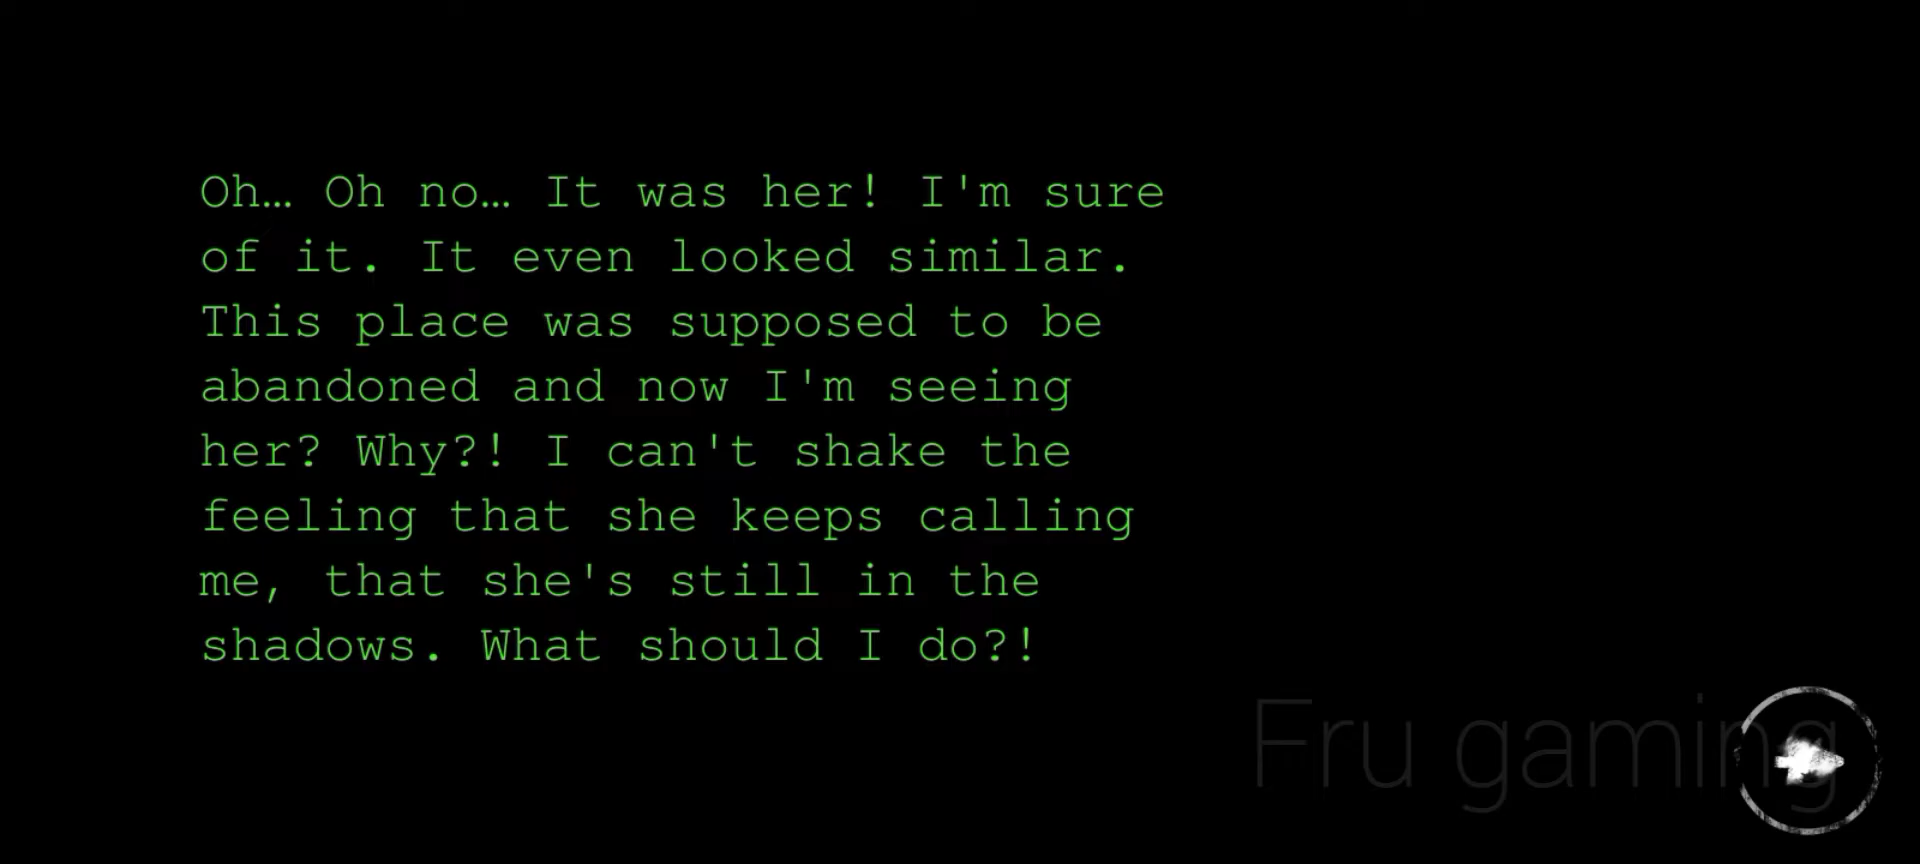 Oh… Oh no… It was her! I'm sure
of it. It even looked similar.
This place was supposed to be
abandoned and now I'm seeing
her? Why?! I can't shake the
feeling that she keeps calling
me, that she's still in the
shadows. What should I do?!
Fru gaming